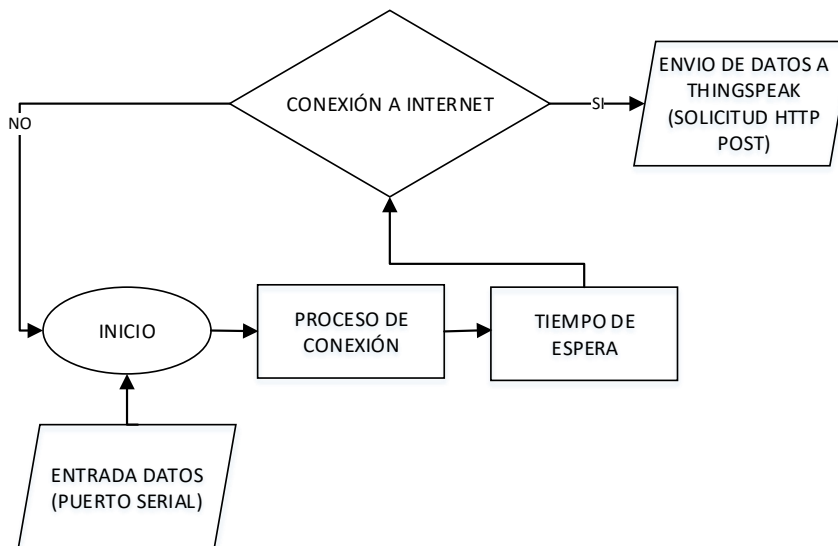 CONEXIÓN A INTERNET
NO
SI
ENVIO DE DATOS A
THINGSPEAK
(SOLICITUD HTTP
POST)
INICIO
PROCESO DE
CONEXIÓN
TIEMPO DE
ESPERA
ENTRADA DATOS
(PUERTO SERIAL)